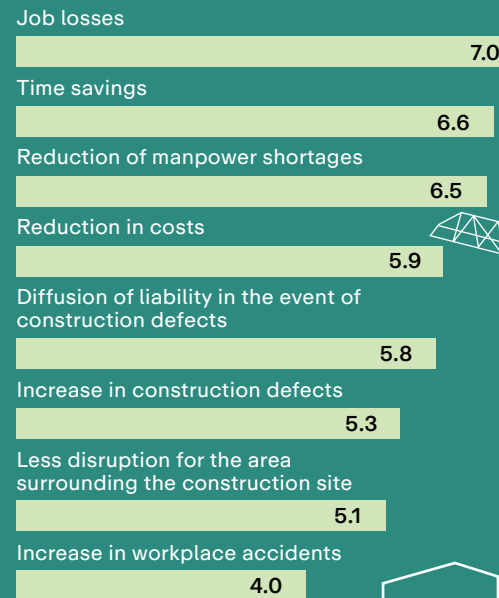 Job losses
7.0
Time savings
6.6
Reduction of manpower shortages
6.5
Reduction in costs
5.9
Diffusion of liability in the event of
construction defects
5.8
Increase in construction defects
5.3
Less disruption for the area
surrounding the construction site
5.1
Increase in workplace accidents
4.0